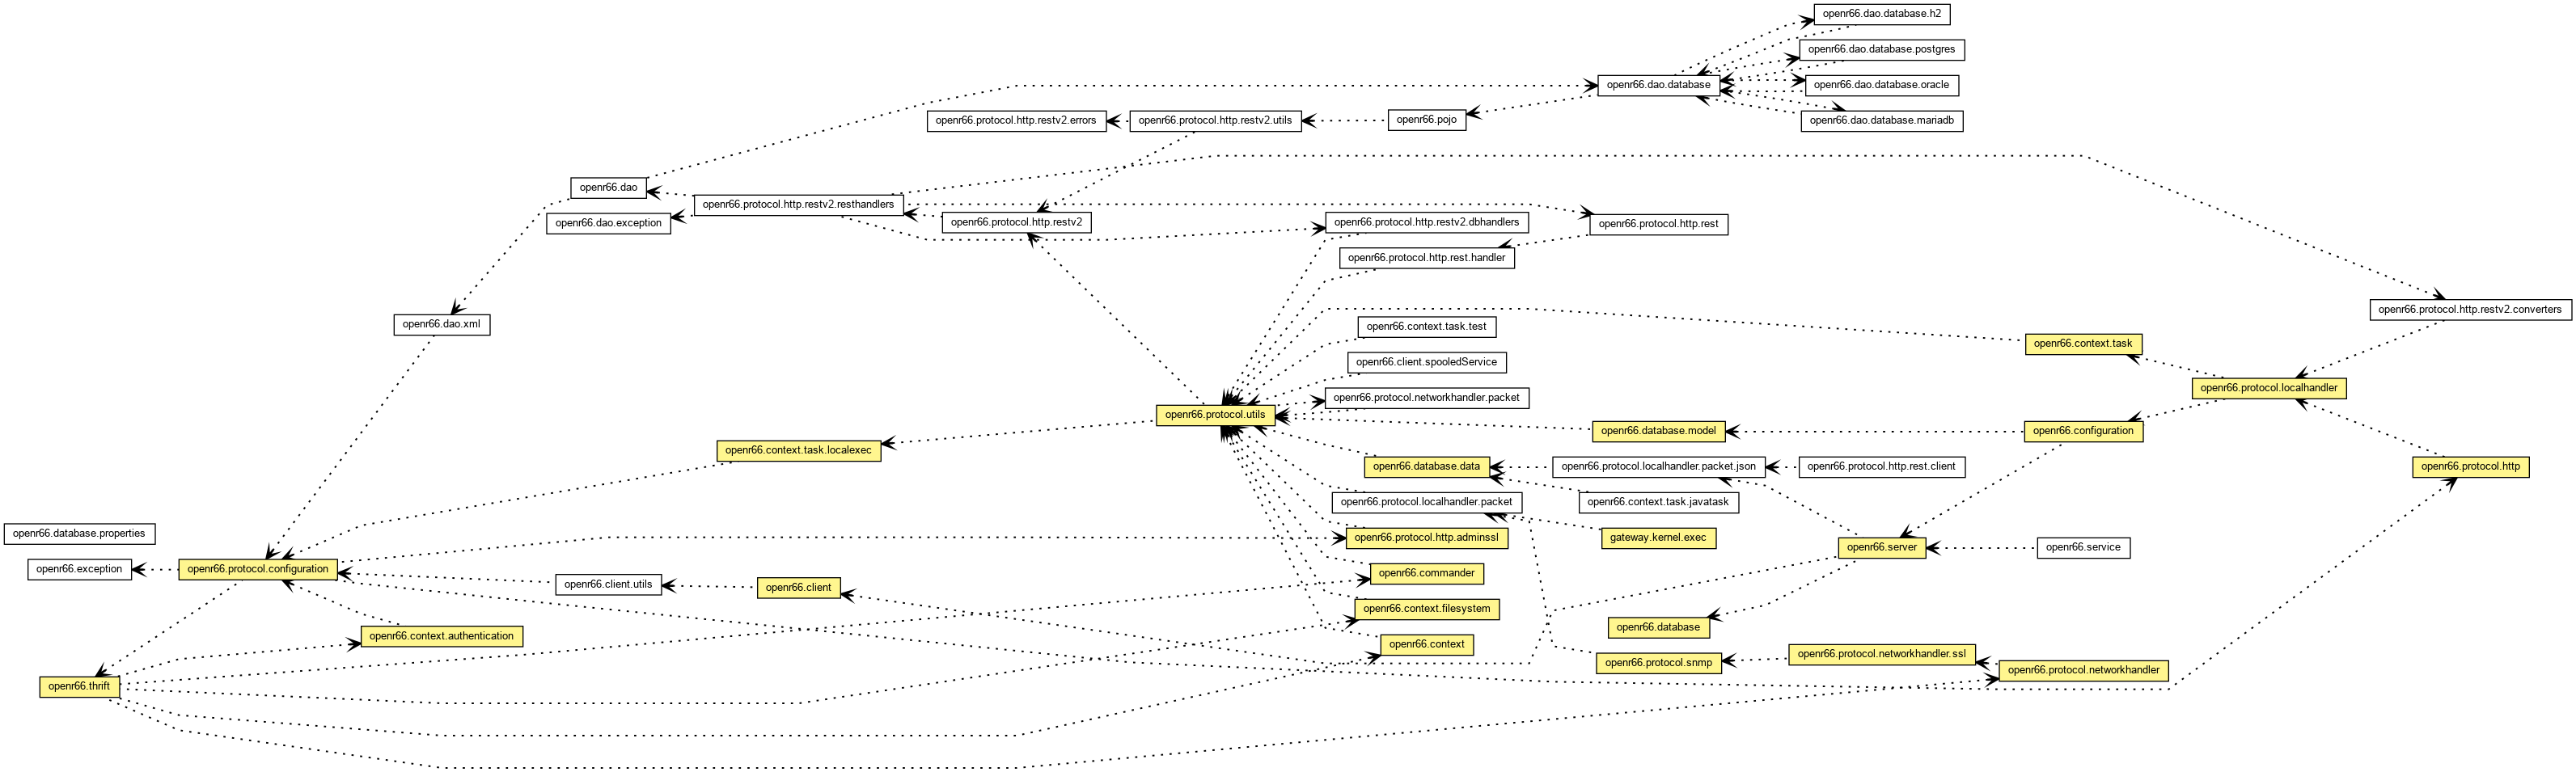 openr66.dao.database.h2
openr66.dao.database.postgres
openr66.dao.database
openr66.dao.database.oracle
openr66.protocol.http.restv2.errors
openr66.protocol.http.restv2.utils
openr66.pojo
openr66.dao.database.mariadb
openr66.dao
openr66.protocol.http.restv2.resthandlers
openr66.dao.exception
openr66.protocol.http.restv2
openr66.protocol.http.restv2.dbhandlers
openr66.protocol.http.rest
openr66.protocol.http.rest.handler
openr66.protocol.http.restv2.converters
openr66.dao.xml
openr66.context.task.test
openr66.context.task
openr66.client.spooledService
openr66.protocol.localhandler
openr66.protocol.networkhandler.packet
openr66.protocol.utils
openr66.database.model
openr66.configuration
openr66.context.task.localexec
openr66.database.data
openr66.protocol.localhandler.packet.json
openr66.protocol.http.rest.client
openr66.protocol.http
openr66.protocol.localhandler.packet
openr66.context.task.javatask
openr66.database.properties
openr66.protocol.http.adminssl
gateway.kernel.exec
openr66.server
openr66.service
openr66.exception
openr66.protocol.configuration
openr66.client.utils
openr66.client
openr66.commander
openr66.context.filesystem
openr66.database
openr66.context.authentication
openr66.context
openr66.protocol.networkhandler.ssl
openr66.protocol.snmp
openr66.protocol.networkhandler
openr66.thrift